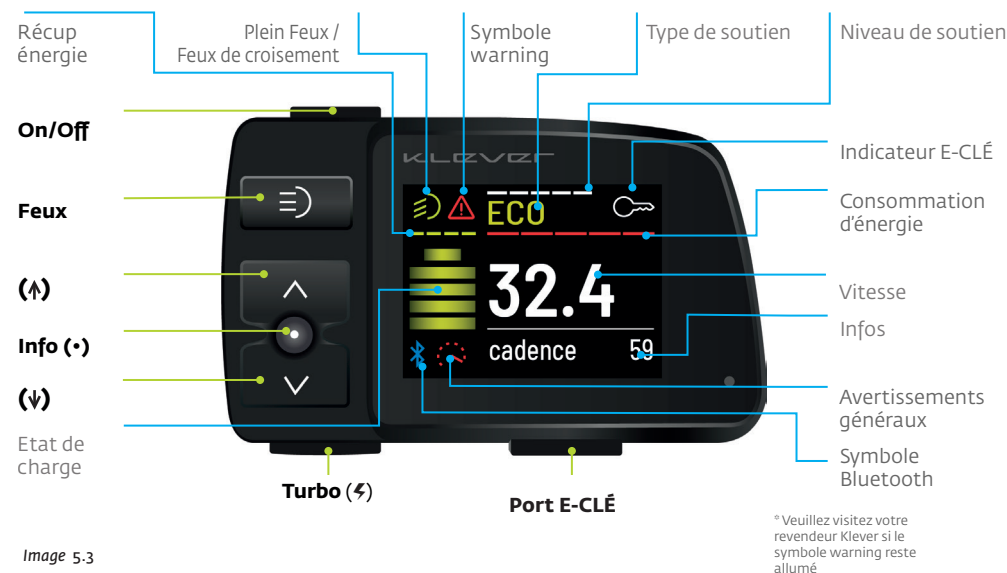 Récup
énergie
Plein Feux /
Feux de croisement
Symbole
warning
Type de soutien
Niveau de soutien
On/Off
Feux
(↑)
Info (•)
(↓)
Etat de
charge
KLEVER
ECO
32.4
cadence 59
Indicateur E-CLÉ
Consommation
d'énergie
Vitesse
Infos
Avertissements
généraux
Symbole
Bluetooth
Turbo (⚡)
Port E-CLÉ
* Veuillez visitez votre
revendeur Klever si le
symbole warning reste
allumé
Image 5.3